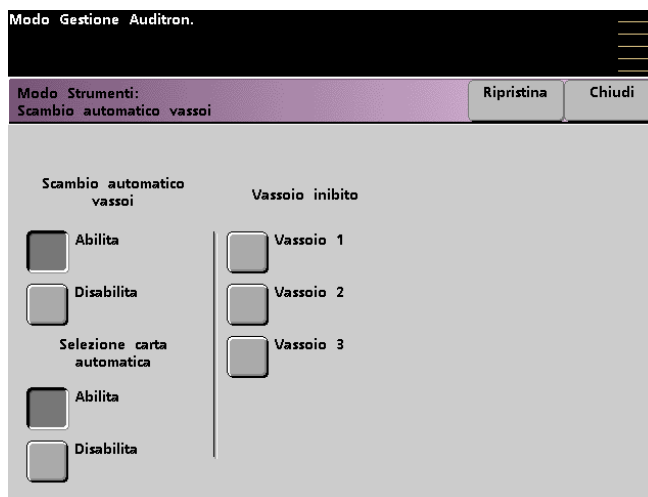 Modo Gestione Auditron.
Modo Strumenti:
Scambio automatico vassoi
Ripristina
Chiudi
Scambio automatico
vassoi
Abilita
Disabilita
Selezione carta
automatica
Abilita
Disabilita
Vassoio inibito
Vassoio 1
Vassoio 2
Vassoio 3